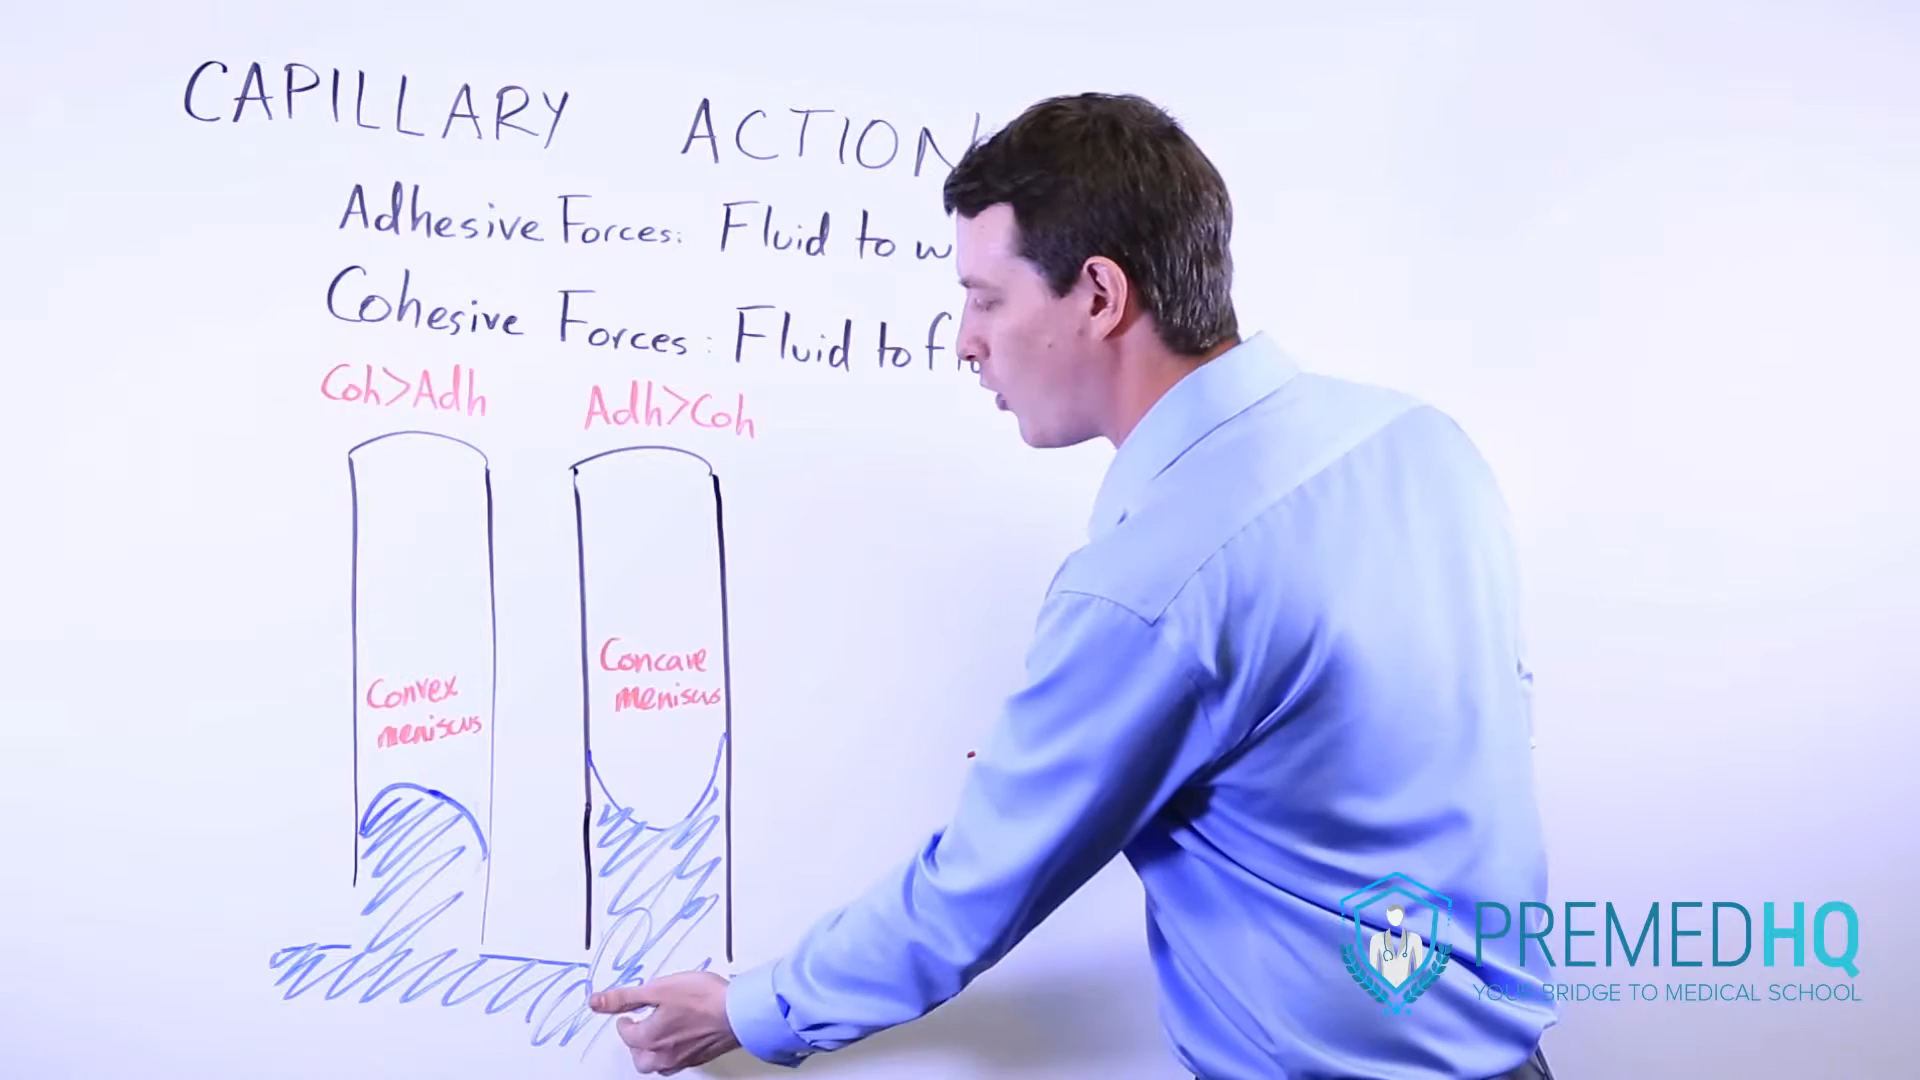 CAPILLARY ACTION
Adhesive Forces: Fluid to w
Cohesive Forces: Fluid to f
Coh>Adh Adh>Coh
Concave
meniscus
Convex
meniscus
PREMEDHQ
YOUR BRIDGE TO MEDICAL SCHOOL